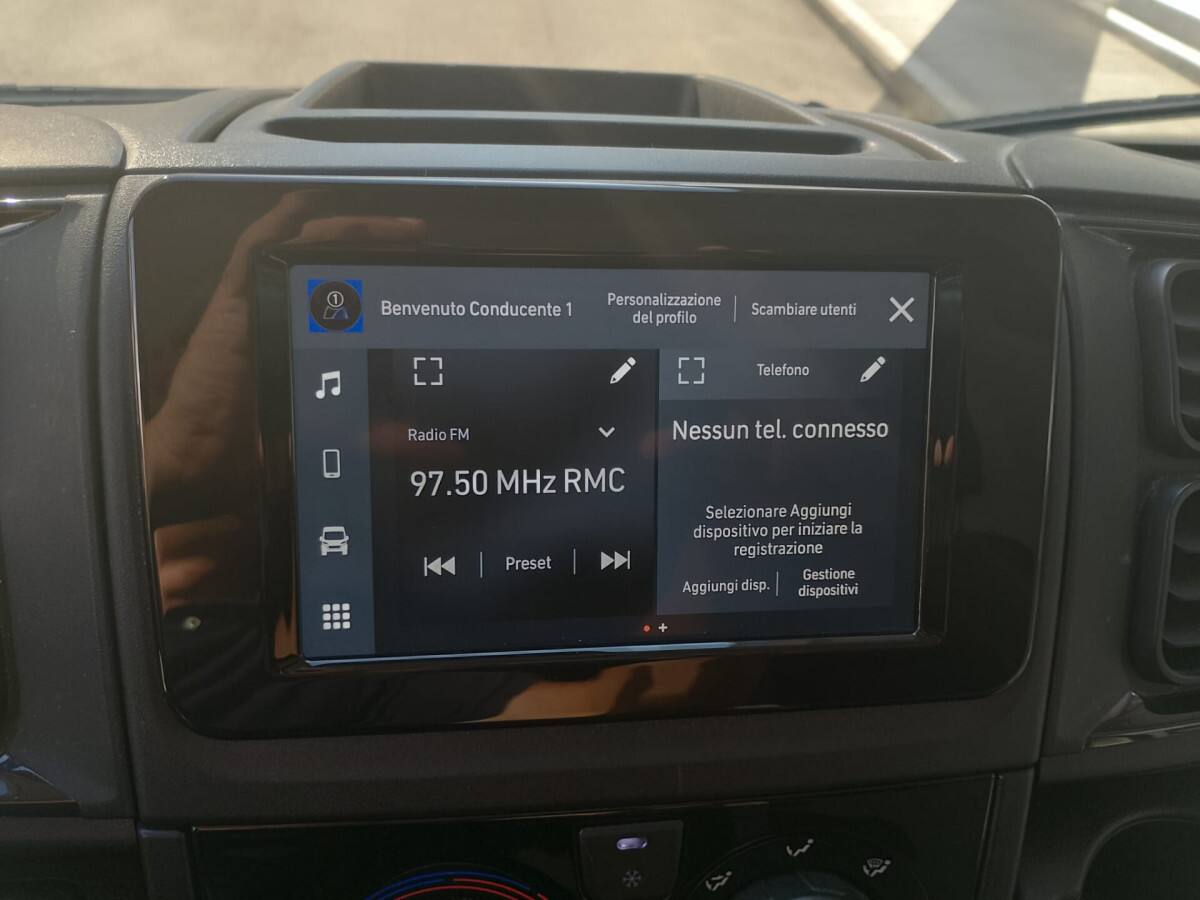 1
Benvenuto Conducente 1
Personalizzazione
del profilo
Scambiare utenti
Radio FM
97.50 MHz RMC
Preset
Telefono
Nessun tel. connesso
Selezionare Aggiungi
dispositivo per iniziare la
registrazione
Aggiungi disp.
Gestione
dispositivi